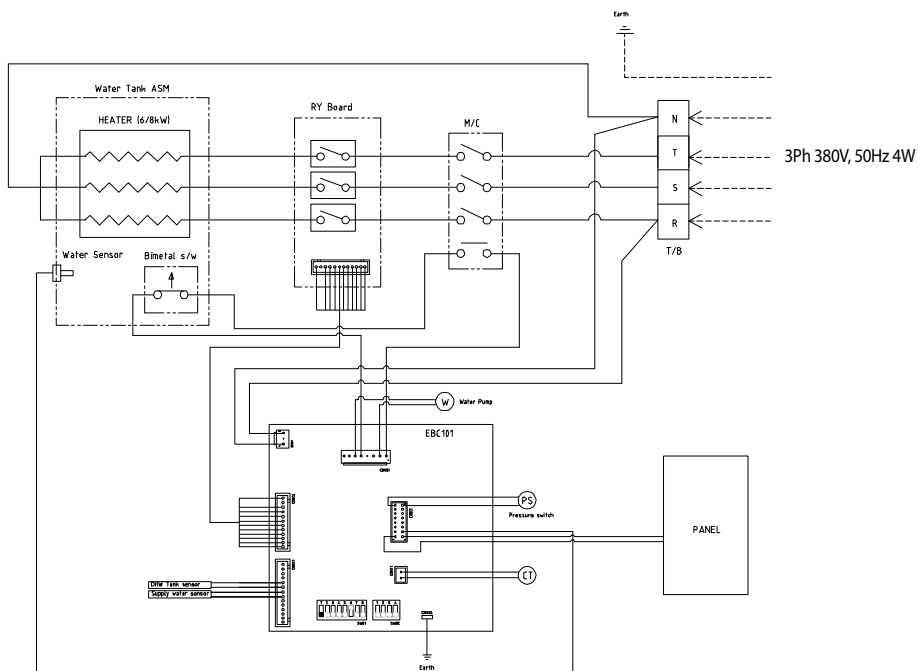 Earth
Water Tank ASM
HEATER (6/8kW)
RY Board
M/C
N
T
S
R
T/B
3Ph 380V, 50Hz 4W
Water Sensor
Bimetal s/w
W
Water Pump
EBC101
PS
Pressure switch
PANEL
CT
DHW Tank sensor
Supply water sensor
Earth